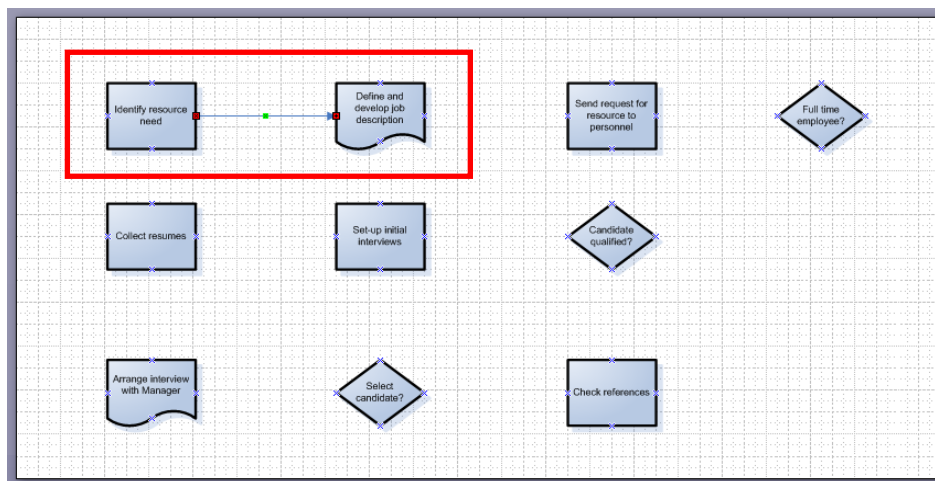 Identify resource
need
Define and
develop job
description
Send request for
resource to
personnel
Full time
employee?
Collect resumes
Set-up initial
interviews
Candidate
qualified?
Arrange interview
with Manager
Select
candidate?
Check references